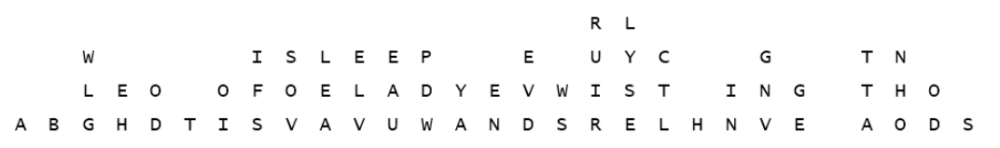 R L
W I S L E E P E U Y C G T N
L E O O F O E L A D Y E V W I S T I N G T H O
A B G H D T I S V A V U W A N D S R E L H N V E A O D S